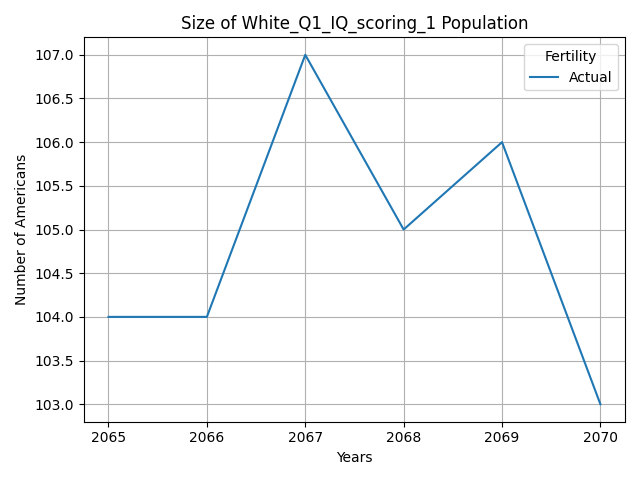 Size of White_Q1_IQ_scoring_1 Population
Fertility
Actual
Number of Americans
107.0
106.5
106.0
105.5
105.0
104.5
104.0
103.5
103.0
2065 2066 2067 2068 2069 2070
Years